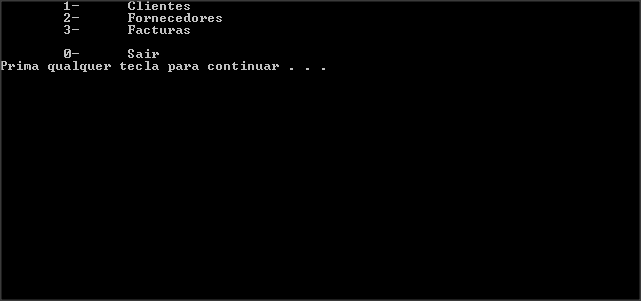 1- Clientes
2- Fornecedores
3- Facturas
0- Sair
Prima qualquer tecla para continuar . . .